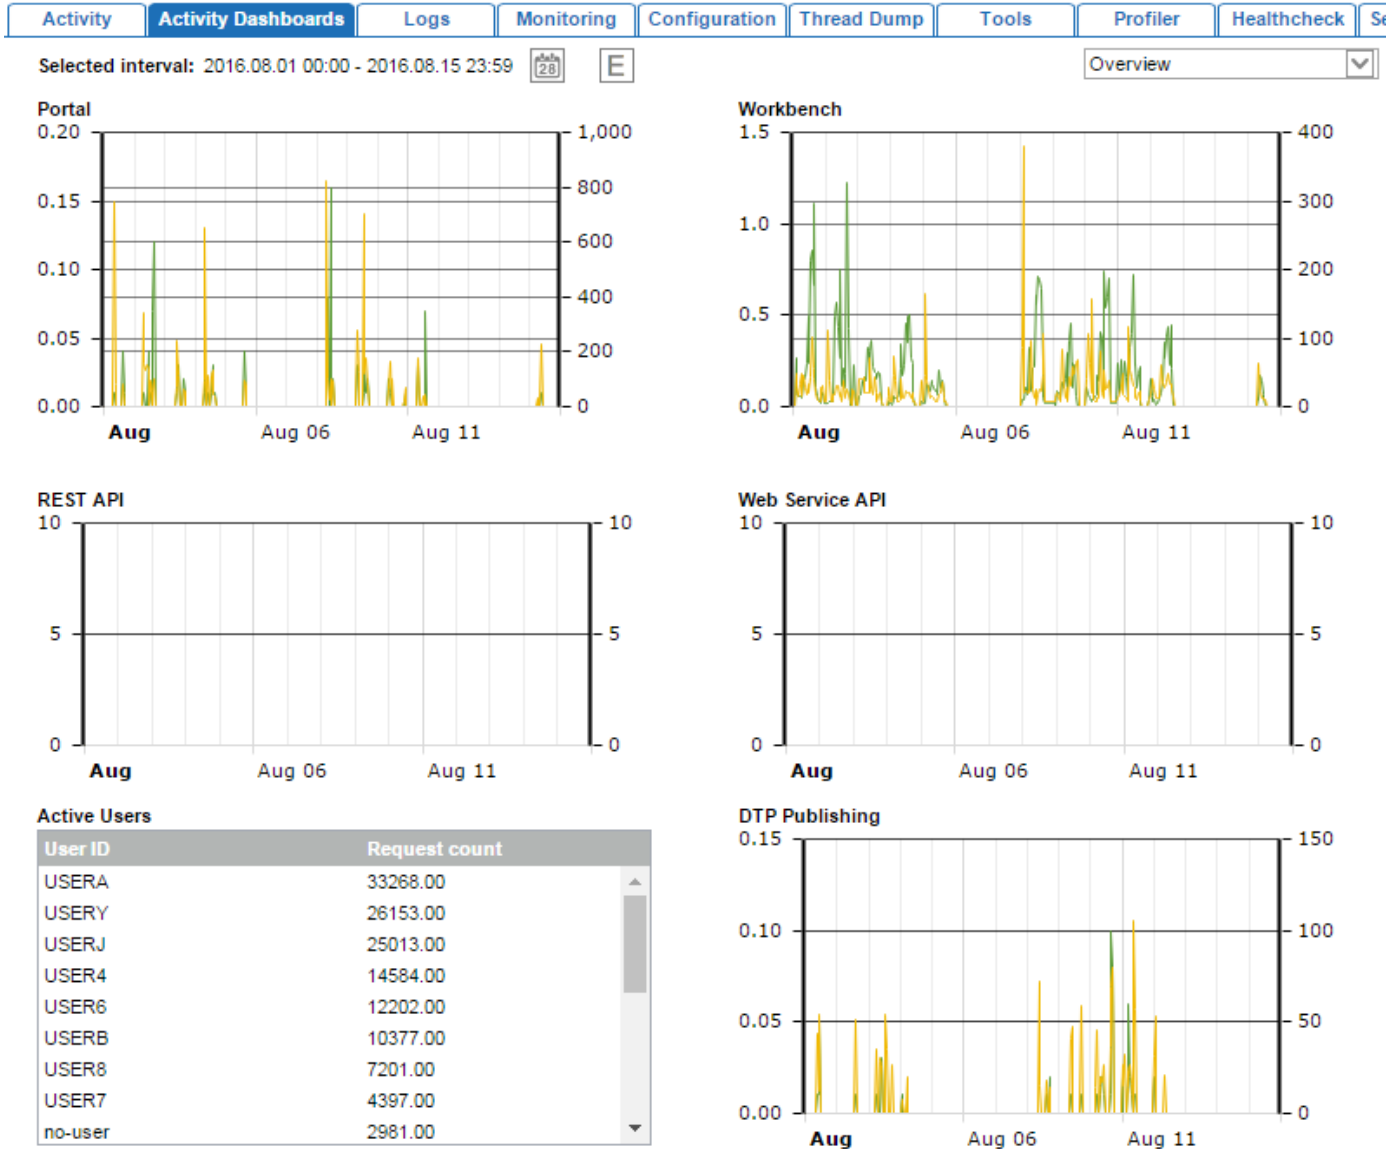 Activity Activity Dashboards Logs Monitoring Configuration Thread Dump Tools Profiler Healthcheck
Selected interval: 2016.08.01 00:00 - 2016.08.15 23:59 28 E Overview
Portal
0.20
0.15
0.10
0.05
0.00
1,000
800
600
400
200
0
Aug Aug 06 Aug 11
Workbench
1.5
1.0
0.5
0.0
400
300
200
100
0
Aug Aug 06 Aug 11
REST API
10
5
0
10
5
0
Aug Aug 06 Aug 11
Web Service API
10
5
0
10
5
0
Aug Aug 06 Aug 11
Active Users
User ID Request count
USERA 33268.00
USERY 26153.00
USERJ 25013.00
USER4 14584.00
USER6 12202.00
USERB 10377.00
USER8 7201.00
USER7 4397.00
no-user 2981.00
DTP Publishing
0.15
0.10
0.05
0.00
150
100
50
0
Aug Aug 06 Aug 11